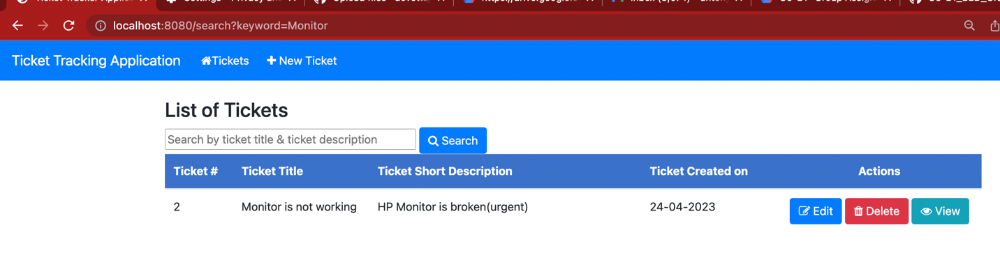 localhost:8080/search?keyword=Monitor
Ticket Tracking Application Tickets New Ticket
List of Tickets
Search by ticket title & ticket description Search
Ticket # Ticket Title Ticket Short Description Ticket Created on Actions
2 Monitor is not working HP Monitor is broken(urgent) 24-04-2023 Edit Delete View